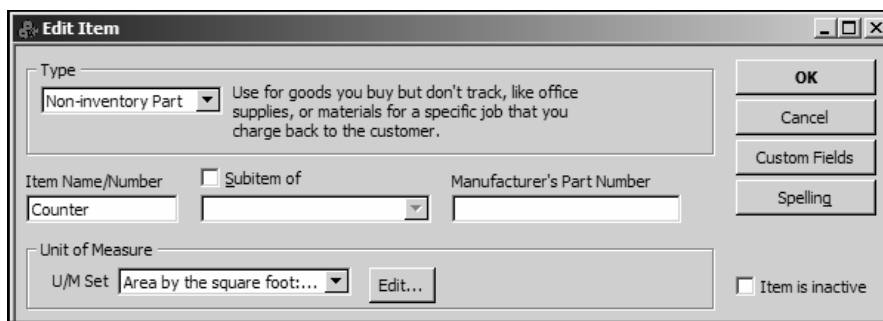 Edit Item
Type
Non-inventory Part
Use for goods you buy but don't track, like office
supplies, or materials for a specific job that you
charge back to the customer.
OK
Cancel
Custom Fields
Spelling
Item Name/Number
Subitem of
Manufacturer's Part Number
Counter
Unit of Measure
U/M Set
Area by the square foot:...
Edit...
Item is inactive